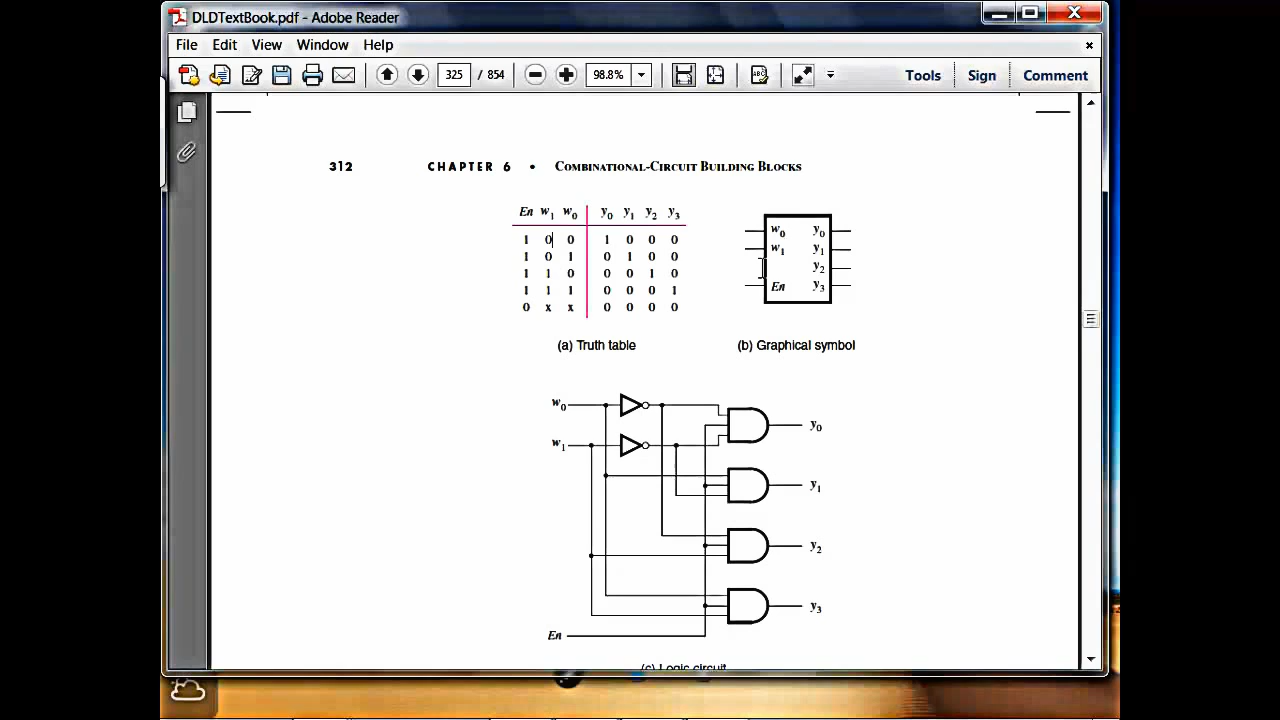 DLDTextBook.pdf - Adobe Reader
File Edit View Window Help
325 / 854 98.8% Tools Sign Comment
312 CHAPTER 6 • COMBINATIONAL-CIRCUIT BUILDING BLOCKS
En w1 w0 y0 y1 y2 y3
1 0 0 1 0 0 0
1 0 1 0 1 0 0
1 1 0 0 0 1 0
1 1 1 0 0 0 1
0 x x 0 0 0 0
w0 y0
w1 y1
y2
En y3
(a) Truth table
(b) Graphical symbol
w0
w1
y0
y1
y2
y3
En
(c) Logic circuit